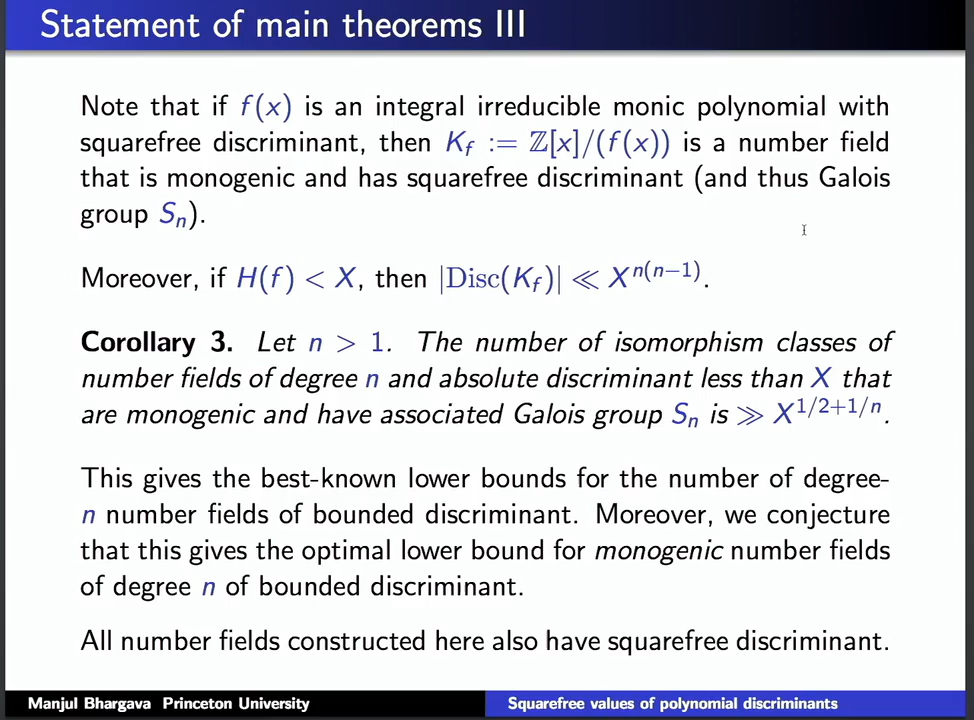 Statement of main theorems III
Note that if f(x) is an integral irreducible monic polynomial with
squarefree discriminant, then K_f := ℤ[x]/(f(x)) is a number field
that is monogenic and has squarefree discriminant (and thus Galois
group S_n).
Moreover, if H(f) < X, then |Disc(K_f)| ≪ X^{n(n−1)}.
Corollary 3. Let n > 1. The number of isomorphism classes of
number fields of degree n and absolute discriminant less than X that
are monogenic and have associated Galois group S_n is ≫ X^{1/2+1/n}.
This gives the best-known lower bounds for the number of degree-
n number fields of bounded discriminant. Moreover, we conjecture
that this gives the optimal lower bound for monogenic number fields
of degree n of bounded discriminant.
All number fields constructed here also have squarefree discriminant.
Manjul Bhargava Princeton University
Squarefree values of polynomial discriminants